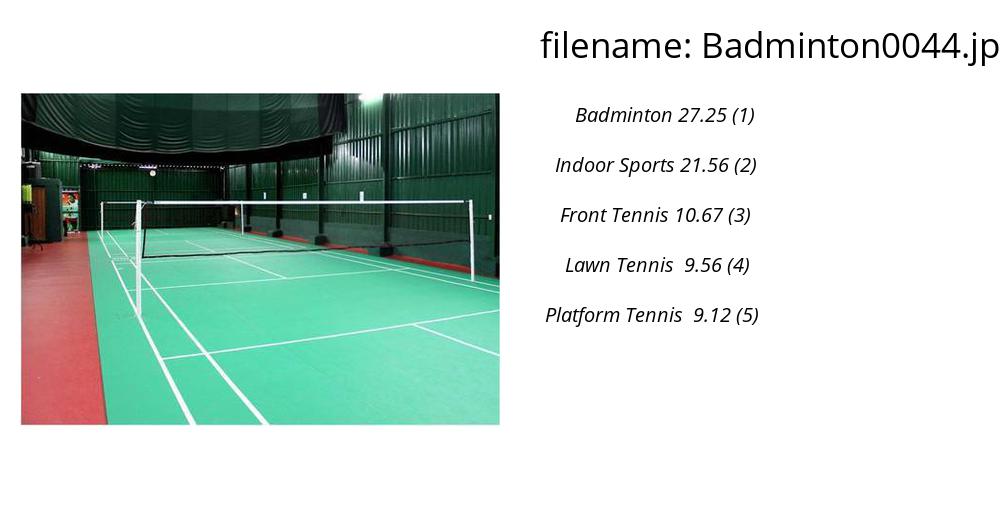 filename: Badminton0044.jp
Badminton 27.25 (1)
Indoor Sports 21.56 (2)
Front Tennis 10.67 (3)
Lawn Tennis  9.56 (4)
Platform Tennis  9.12 (5)